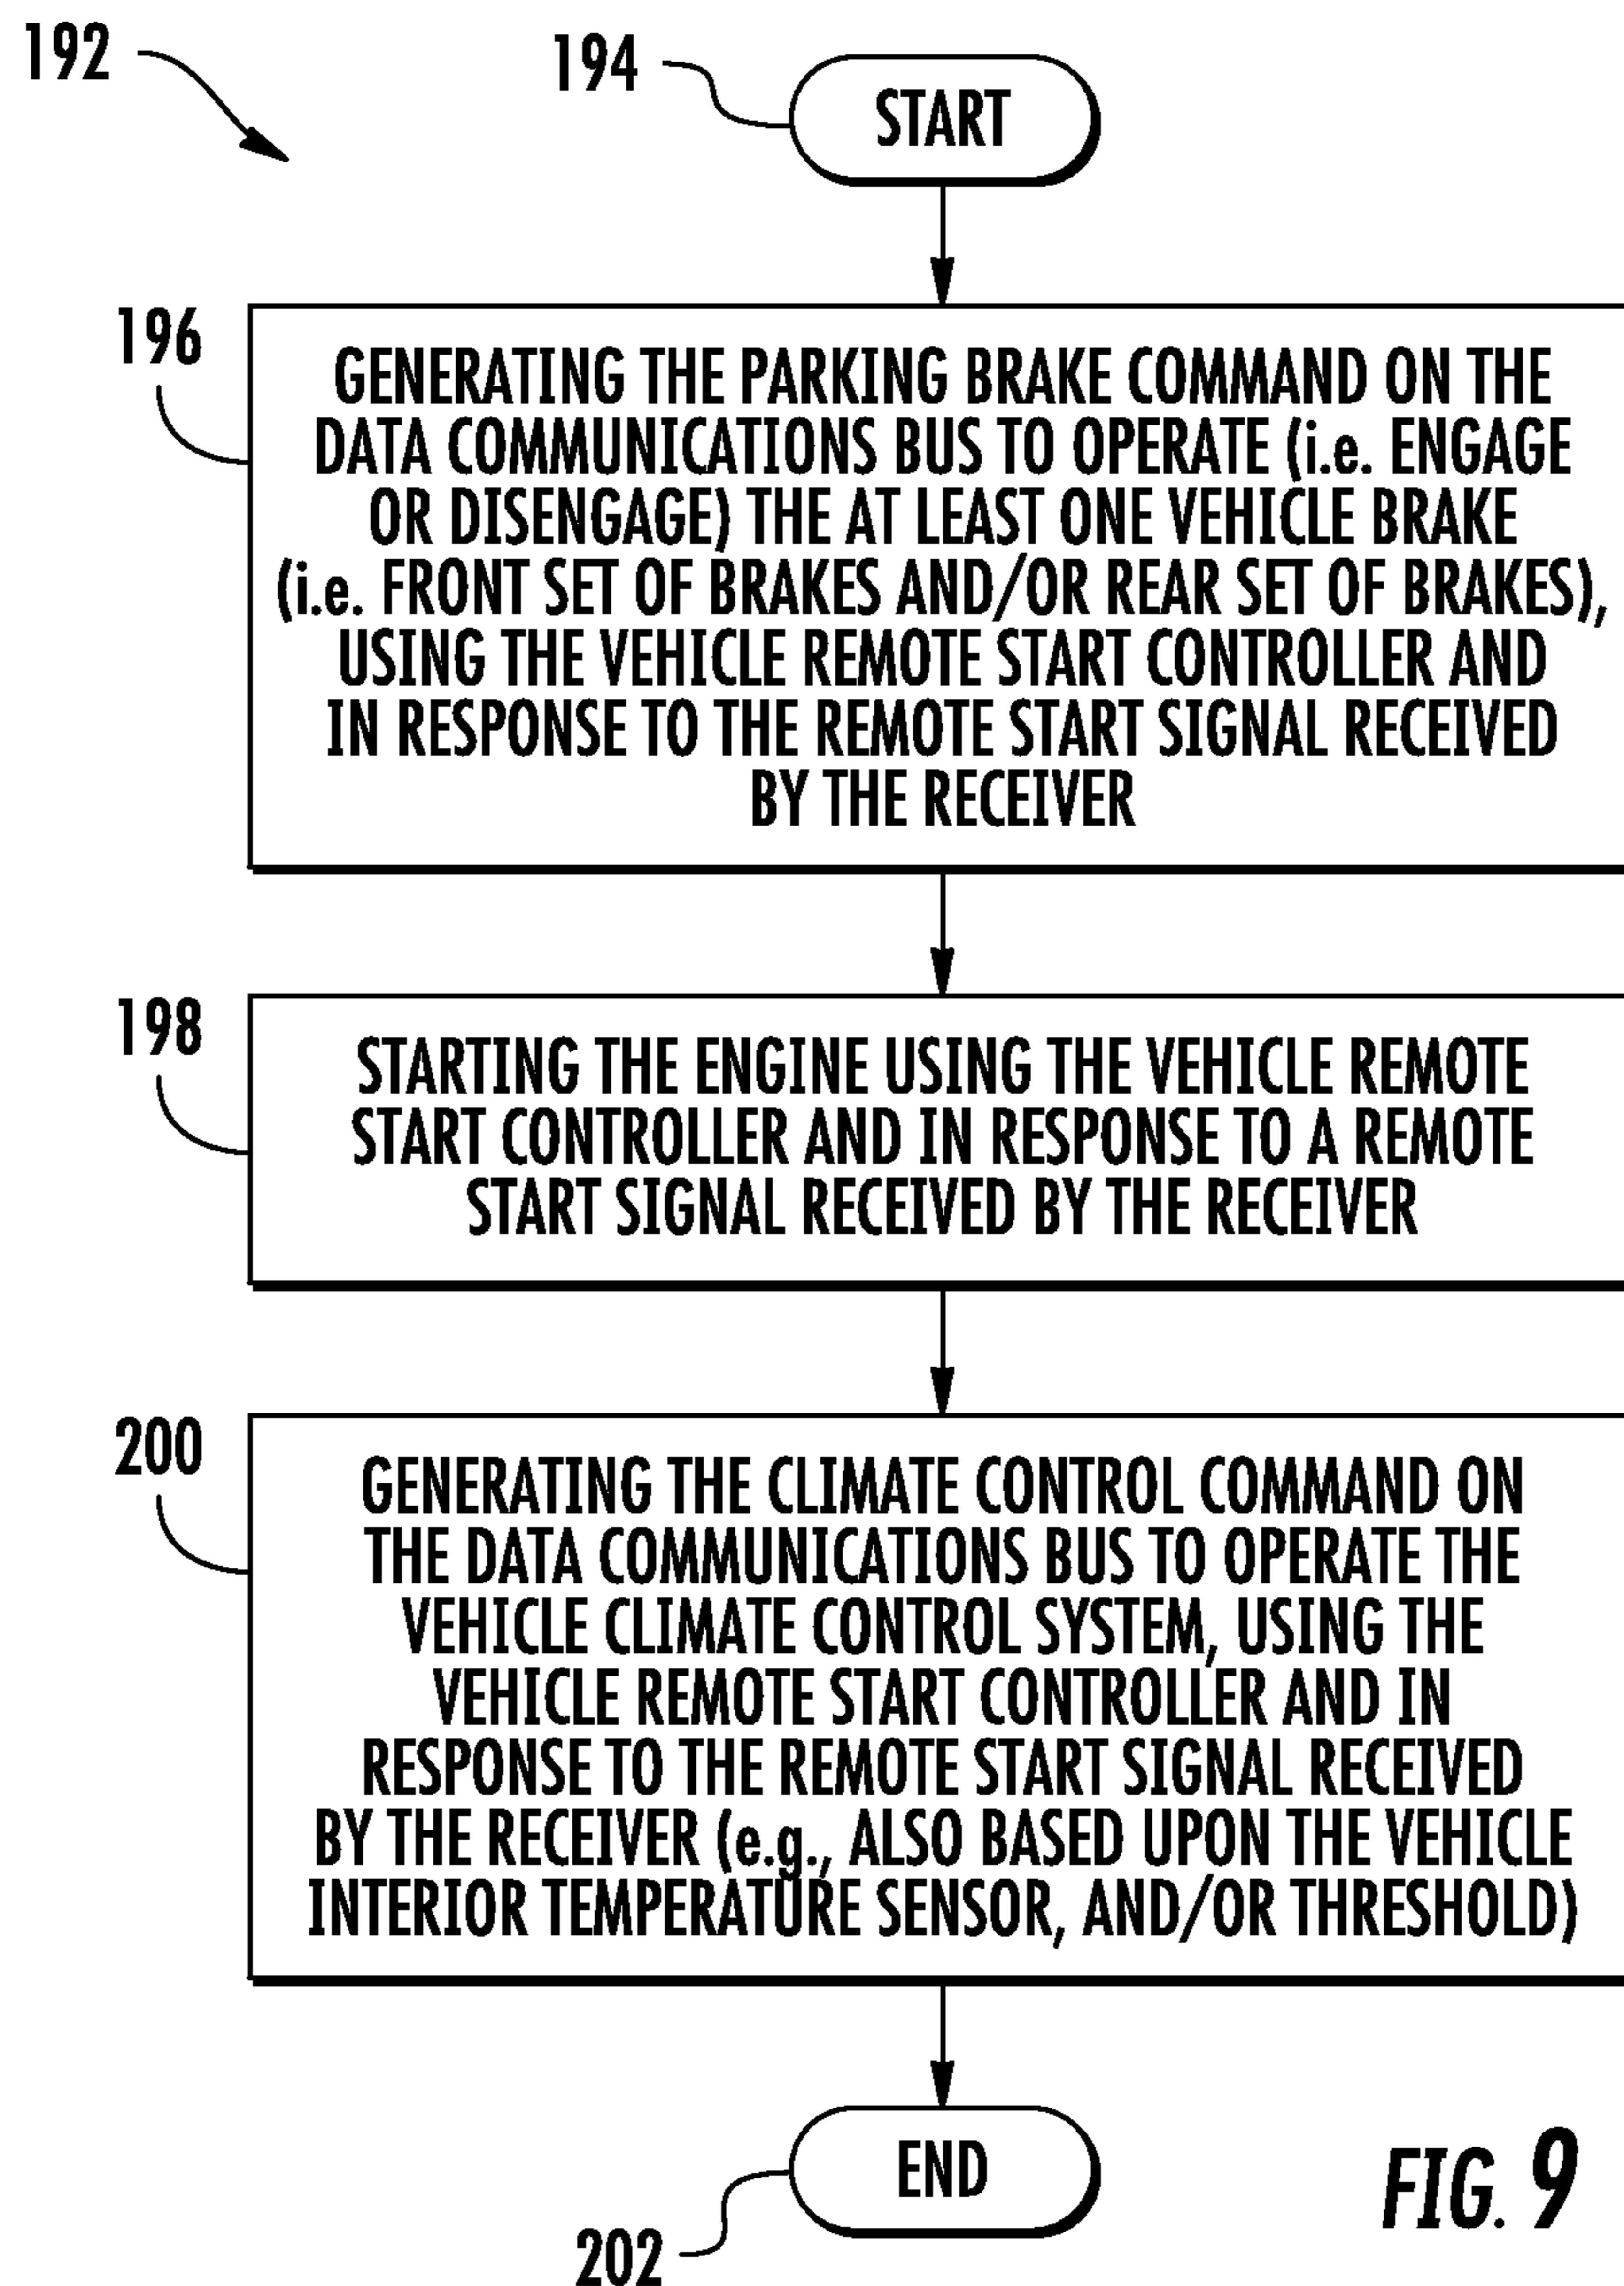 192
194
START
196
GENERATING THE PARKING BRAKE COMMAND ON THE
DATA COMMUNICATIONS BUS TO OPERATE (i.e. ENGAGE
OR DISENGAGE) THE AT LEAST ONE VEHICLE BRAKE
(i.e. FRONT SET OF BRAKES AND/OR REAR SET OF BRAKES),
USING THE VEHICLE REMOTE START CONTROLLER AND
IN RESPONSE TO THE REMOTE START SIGNAL RECEIVED
BY THE RECEIVER
198
STARTING THE ENGINE USING THE VEHICLE REMOTE
START CONTROLLER AND IN RESPONSE TO A REMOTE
START SIGNAL RECEIVED BY THE RECEIVER
200
GENERATING THE CLIMATE CONTROL COMMAND ON
THE DATA COMMUNICATIONS BUS TO OPERATE THE
VEHICLE CLIMATE CONTROL SYSTEM, USING THE
VEHICLE REMOTE START CONTROLLER AND IN
RESPONSE TO THE REMOTE START SIGNAL RECEIVED
BY THE RECEIVER (e.g., ALSO BASED UPON THE VEHICLE
INTERIOR TEMPERATURE SENSOR, AND/OR THRESHOLD)
END
202
FIG. 9